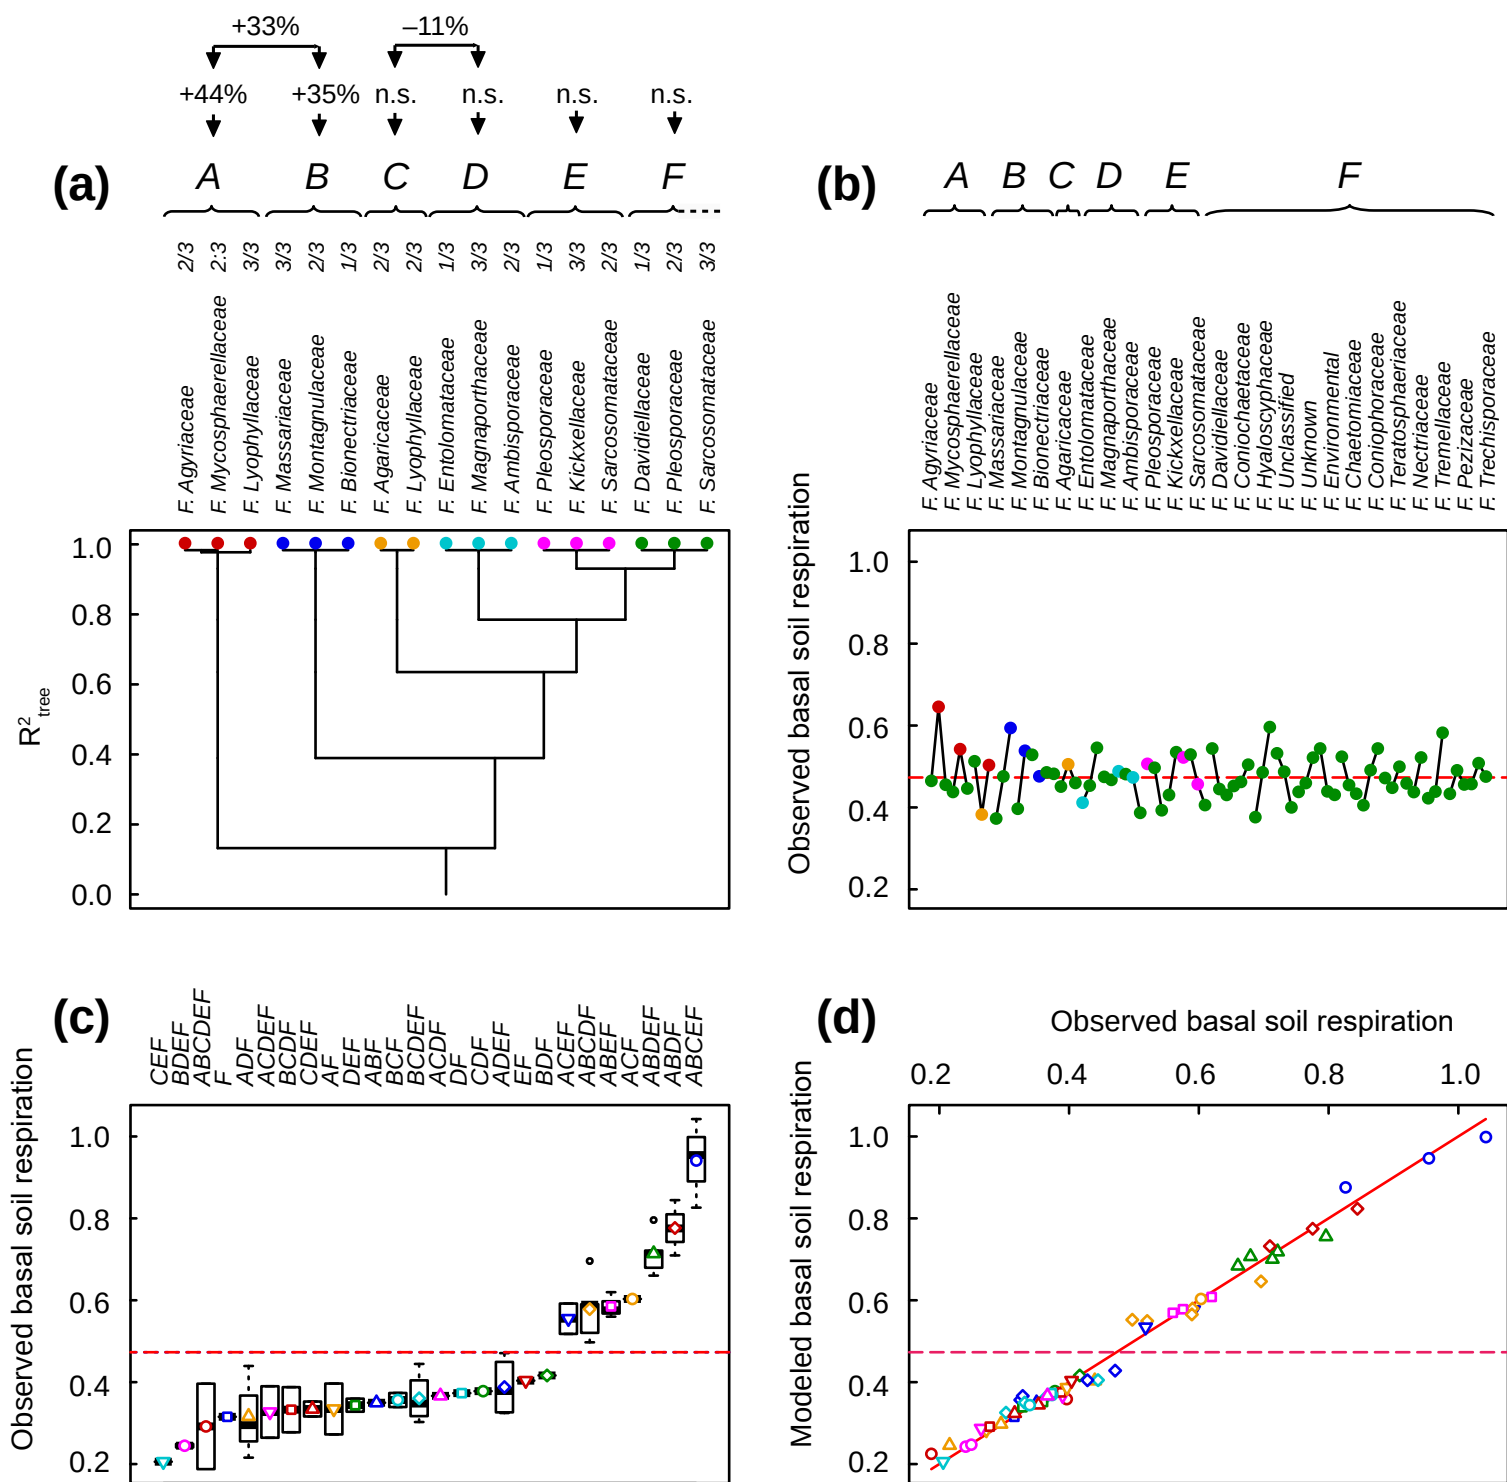 +33% –11%
+44% +35% n.s. n.s. n.s. n.s.
(a) A B C D E F
2/3 2:3 3/3 3/3 2/3 1/3 2/3 2/3 1/3 3/3 2/3 1/3 3/3 2/3 1/3 2/3 3/3
F. Agyriaceae
F. Mycosphaerellaceae
F. Lyophyllaceae
F. Massariaceae
F. Montagnulaceae
F. Bionectriaceae
F. Agaricaceae
F. Lyophyllaceae
F. Entolomataceae
F. Magnaporthaceae
F. Ambisporaceae
F. Pleosporaceae
F. Kickxellaceae
F. Sarcosomataceae
F. Davidiellaceae
F. Pleosporaceae
F. Sarcosomataceae
R²tree
1.0
0.8
0.6
0.4
0.2
0.0
(b) A B C D E F
F. Agyriaceae
F. Mycosphaerellaceae
F. Lyophyllaceae
F. Massariaceae
F. Montagnulaceae
F. Bionectriaceae
F. Agaricaceae
F. Entolomataceae
F. Magnaporthaceae
F. Ambisporaceae
F. Pleosporaceae
F. Kickxellaceae
F. Sarcosomataceae
F. Davidiellaceae
F. Coniochaetaceae
F. Hyaloscyphaceae
F. Unclassified
F. Unknown
F. Environmental
F. Chaetomiaceae
F. Coniophoraceae
F. Teratosphaeriaceae
F. Nectriaceae
F. Tremellaceae
F. Pezizaceae
F. Trechisporaceae
Observed basal soil respiration
1.0
0.8
0.6
0.4
0.2
(c)
CEF
BDEF
ABCDEF
F
ADF
ACDEF
BCDF
CDEF
AF
DEF
ABF
BCF
BCDEF
ACDF
DF
CDF
ADEF
EF
BDF
ACEF
ABCDF
ABEF
ACF
ABDEF
ABDF
ABCEF
Observed basal soil respiration
1.0
0.8
0.6
0.4
0.2
(d)
Observed basal soil respiration
0.2 0.4 0.6 0.8 1.0
Modeled basal soil respiration
1.0
0.8
0.6
0.4
0.2